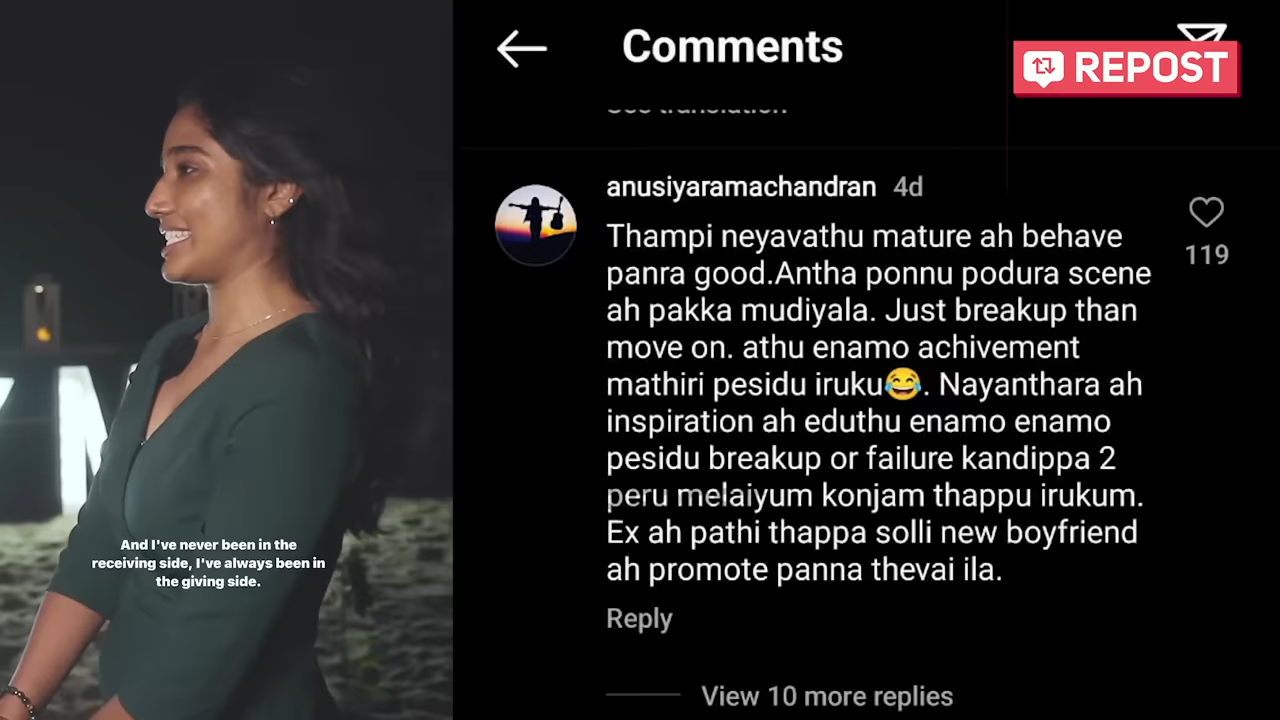 Comments
REPOST
See translation
anusiyaramachandran 4d
Thampi neyavathu mature ah behave
panra good.Antha ponnu podura scene
ah pakka mudiyala. Just breakup than
move on. athu enamo achivement
mathiri pesidu iruku😂. Nayanthara ah
inspiration ah eduthu enamo enamo
pesidu breakup or failure kandippa 2
peru melaiyum konjam thappu irukum.
Ex ah pathi thappa solli new boyfriend
ah promote panna thevai ila.
119
Reply
View 10 more replies
And I've never been in the
receiving side, I've always been in
the giving side.